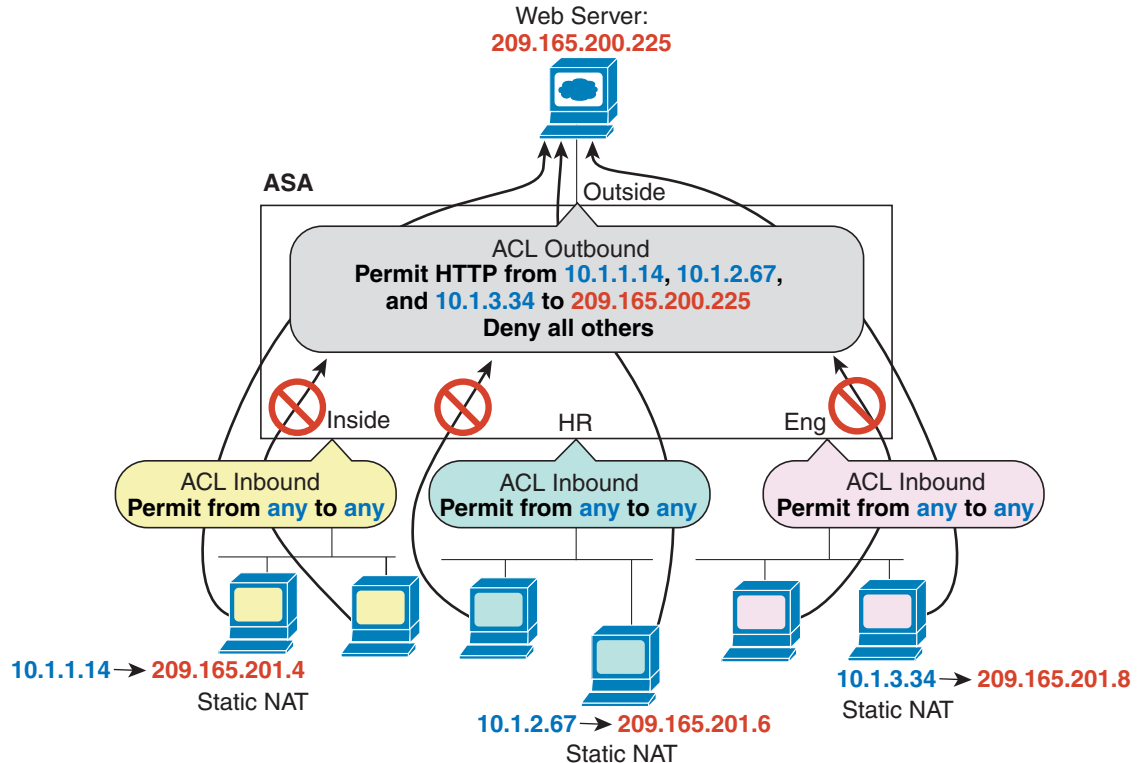 Web Server:
209.165.200.225
ASA
Outside
ACL Outbound
Permit HTTP from 10.1.1.14, 10.1.2.67,
and 10.1.3.34 to 209.165.200.225
Deny all others
Inside
HR
Eng
ACL Inbound
Permit from any to any
ACL Inbound
Permit from any to any
ACL Inbound
Permit from any to any
10.1.1.14 209.165.201.4
Static NAT
10.1.2.67 209.165.201.6
Static NAT
10.1.3.34 209.165.201.8
Static NAT